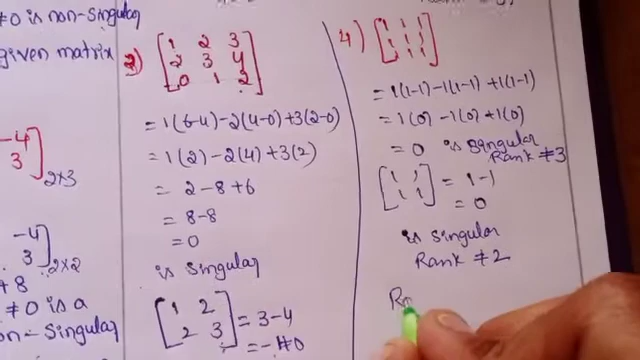 ≠0 is non-singular
given matrix
-4
3]2x3
-4
3]2x2
+8
≠0 is a
non-singular
2) [1 2 3
2 3 4
0 1 2]
=1(6-4)-2(4-0)+3(2-0)
=1(2)-2(4)+3(2)
= 2-8+6
= 8-8
= 0
is singular
[1 2
2 3] = 3-4
= -1≠0
4) [1 1 1
1 1 1
1 1 1]
= 1(1-1)-1(1-1)+1(1-1)
= 1(0)-1(0)+1(0)
= 0 is singular
Rank ≠3
[1 1
1 1] = 1-1
= 0
is singular
Rank ≠2